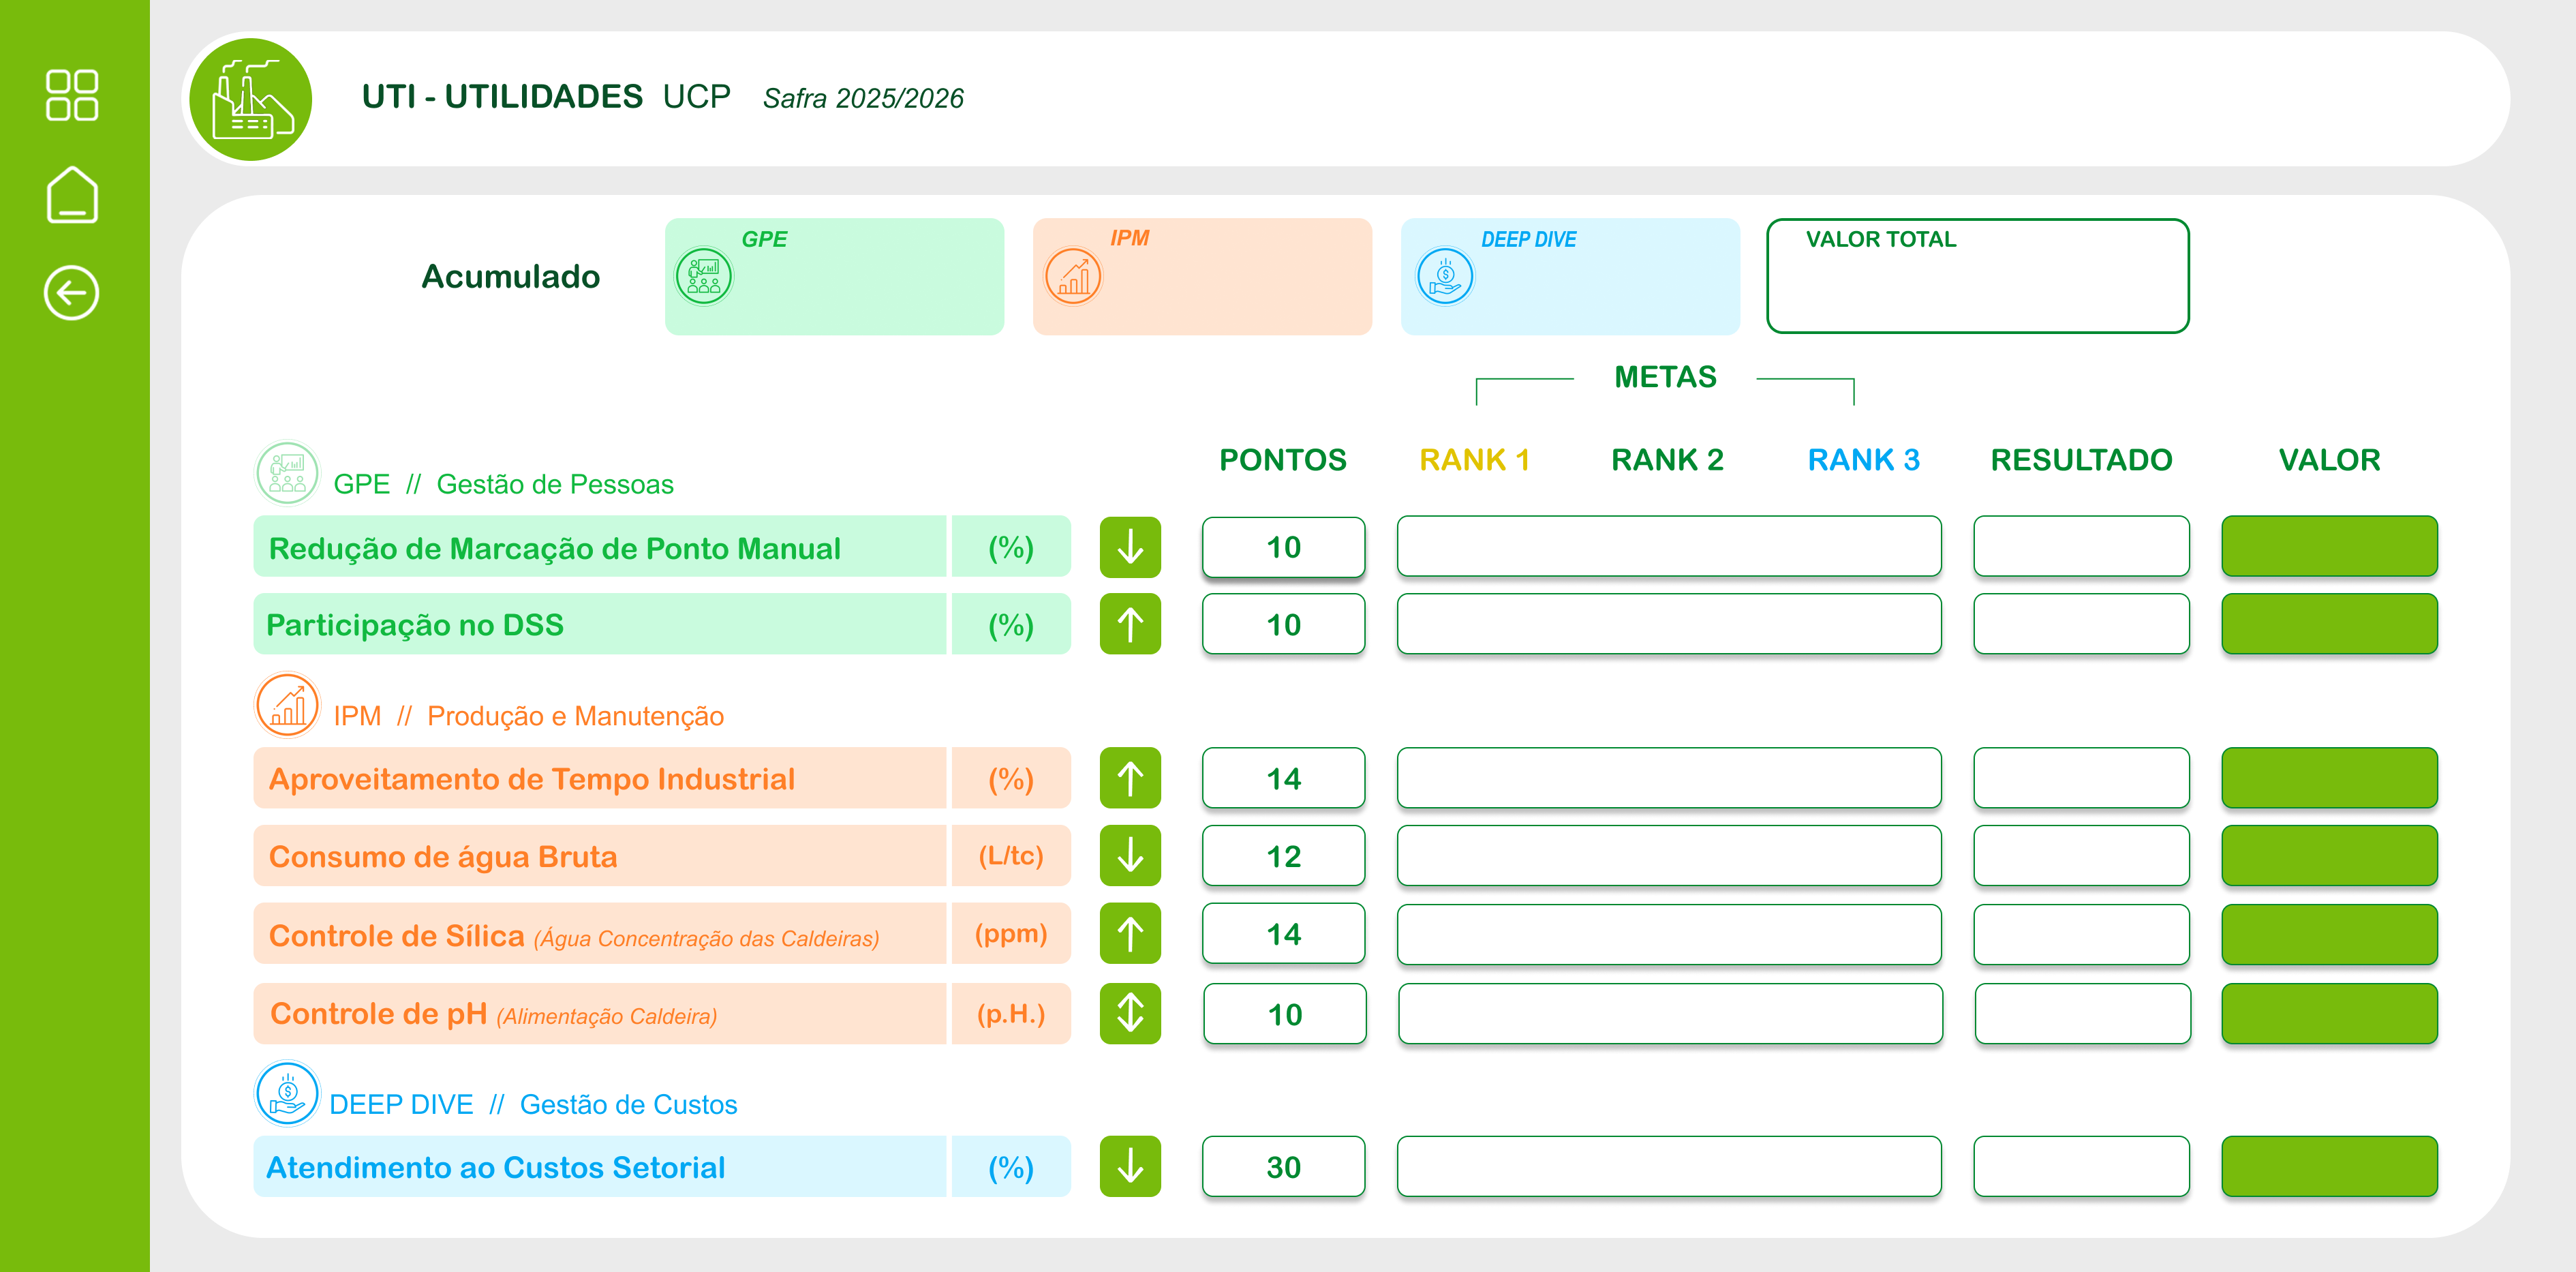 UTI - UTILIDADES UCP Safra 2025/2026
Acumulado
GPE
IPM
DEEP DIVE
VALOR TOTAL
METAS
PONTOS RANK 1 RANK 2 RANK 3 RESULTADO VALOR
GPE // Gestão de Pessoas
Redução de Marcação de Ponto Manual (%) 10
Participação no DSS (%) 10
IPM // Produção e Manutenção
Aproveitamento de Tempo Industrial (%) 14
Consumo de água Bruta (L/tc) 12
Controle de Sílica (Água Concentração das Caldeiras) (ppm) 14
Controle de pH (Alimentação Caldeira) (p.H.) 10
DEEP DIVE // Gestão de Custos
Atendimento ao Custos Setorial (%) 30